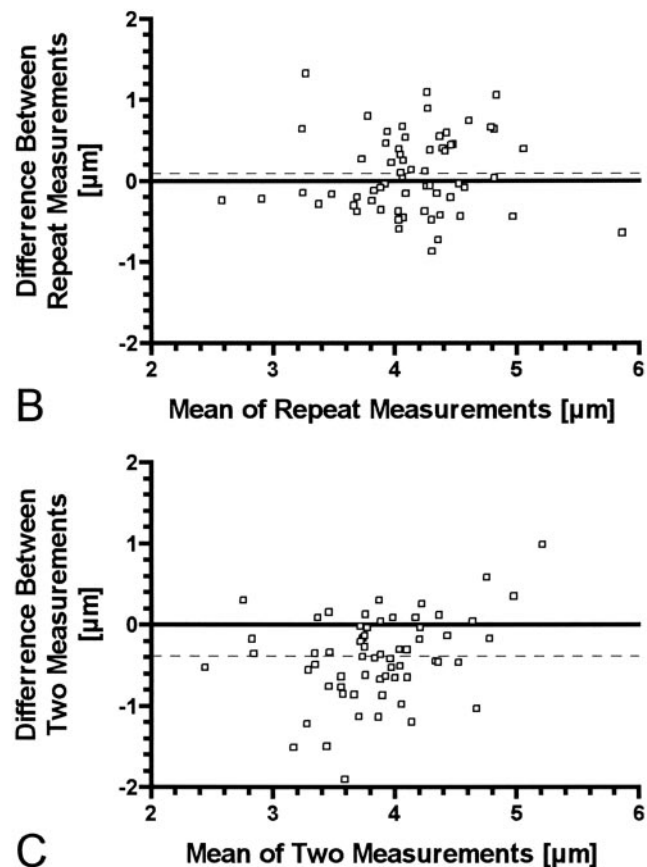 2
1
0
-1
-2
2 3 4 5 6
Differrence Between
Repeat Measurements
[µm]
B Mean of Repeat Measurements [µm]
2
1
0
-1
-2
2 3 4 5 6
Differrence Between
Two Measurements
[µm]
C Mean of Two Measurements [µm]